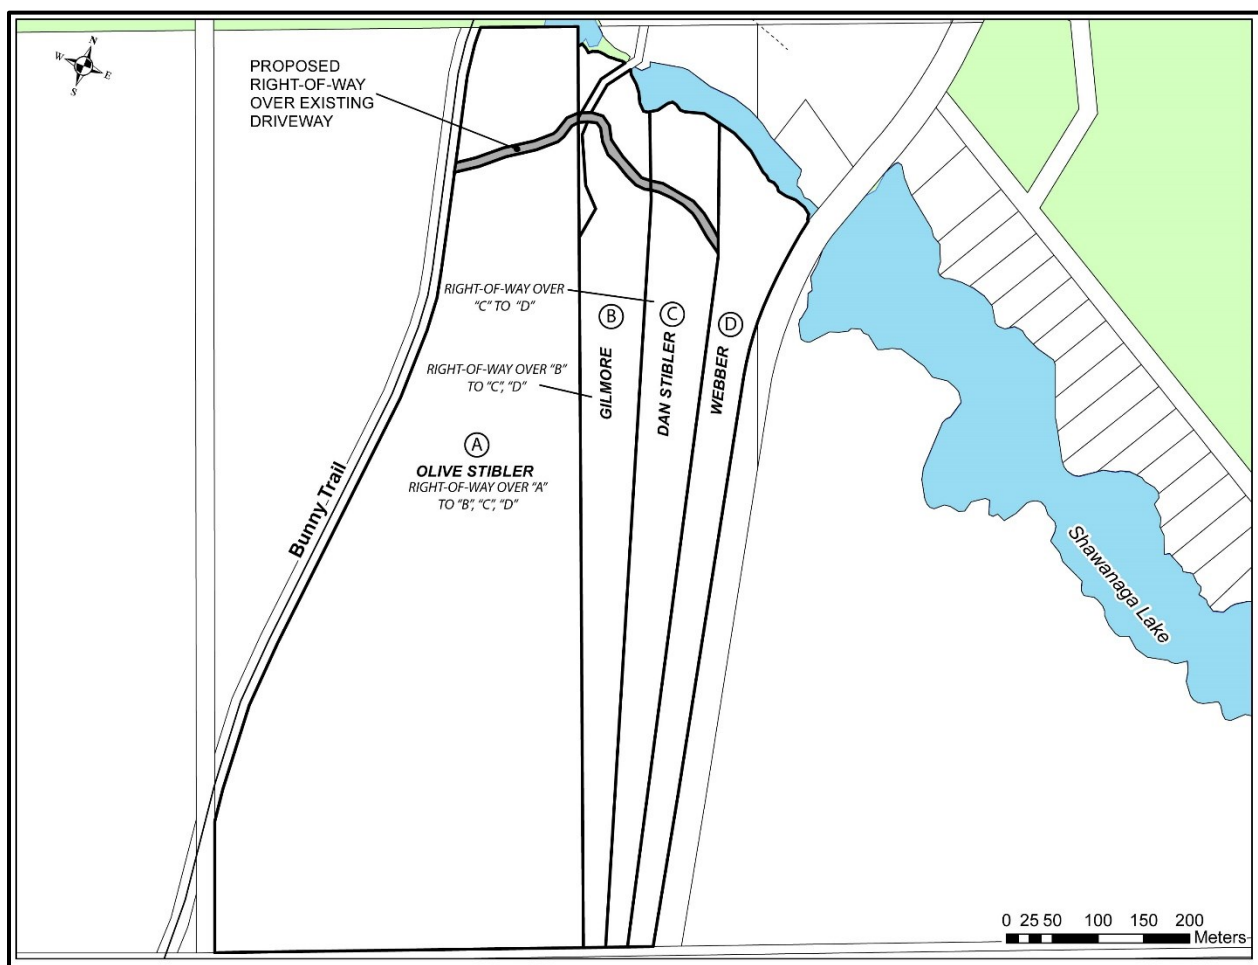 N
W
E
S
PROPOSED
RIGHT-OF-WAY
OVER EXISTING
DRIVEWAY
RIGHT-OF-WAY OVER
"C" TO "D"
B
C
D
GILMORE
DAN STIBLER
WEBBER
RIGHT-OF-WAY OVER "B"
TO "C", "D"
A
OLIVE STIBLER
RIGHT-OF-WAY OVER "A"
TO "B", "C", "D"
Bunny Trail
Shawanaga Lake
0 25 50 100 150 200
Meters